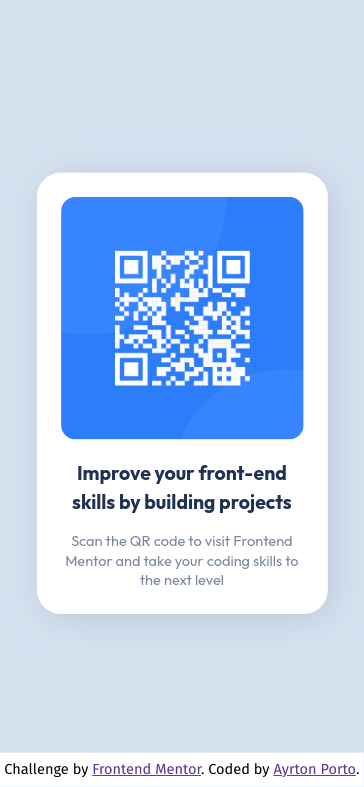 Improve your front-end
skills by building projects
Scan the QR code to visit Frontend
Mentor and take your coding skills to
the next level
Challenge by Frontend Mentor. Coded by Ayrton Porto.